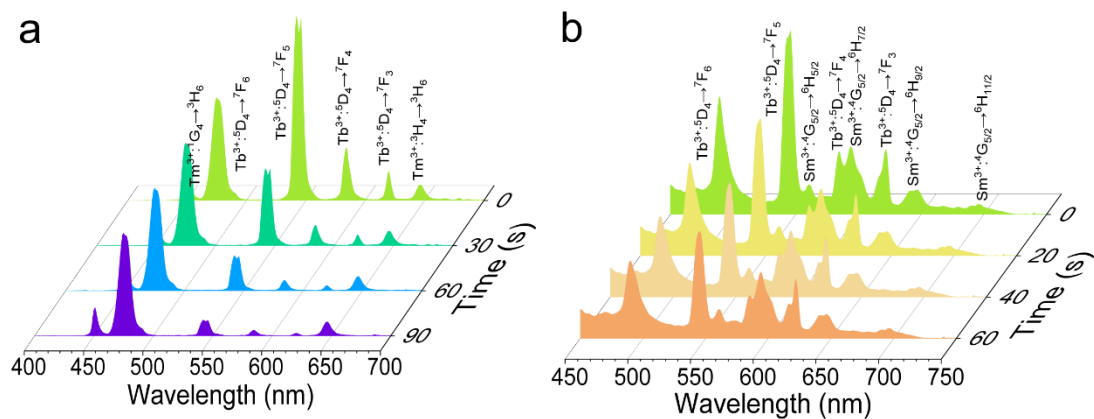 a
Tm³⁺:¹G₄→³H₆
Tb³⁺:⁵D₄→⁷F₆
Tb³⁺:⁵D₄→⁷F₅
Tb³⁺:⁵D₄→⁷F₄
Tb³⁺:⁵D₄→⁷F₃
Tm³⁺:³H₄→³H₆
0
30
60
90
Time (s)
400 450 500 550 600 650 700
Wavelength (nm)
b
Tb³⁺:⁵D₄→⁷F₆
Tb³⁺:⁵D₄→⁷F₅
Sm³⁺:⁴G₅/₂→⁶H₅/₂
Tb³⁺:⁵D₄→⁷F₄
Sm³⁺:⁴G₅/₂→⁶H₇/₂
Tb³⁺:⁵D₄→⁷F₃
Sm³⁺:⁴G₅/₂→⁶H₉/₂
Sm³⁺:⁴G₅/₂→⁶H₁₁/₂
0
20
40
60
Time (s)
450 500 550 600 650 700 750
Wavelength (nm)